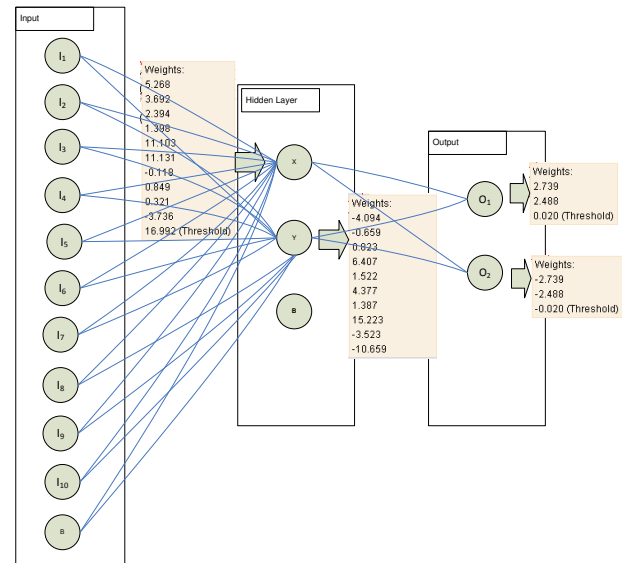 Input
I1
I2
I3
I4
I5
I6
I7
I8
I9
I10
B
Weights:
5.268
3.692
2.394
1.398
11.103
11.131
-0.118
0.849
0.321
-3.736
16.992 (Threshold)
Hidden Layer
X
Y
B
Weights:
-4.094
-0.659
0.823
6.407
1.522
4.377
1.387
15.223
-3.523
-10.659
Output
O1
O2
Weights:
2.739
2.488
0.020 (Threshold)
Weights:
-2.739
-2.488
-0.020 (Threshold)